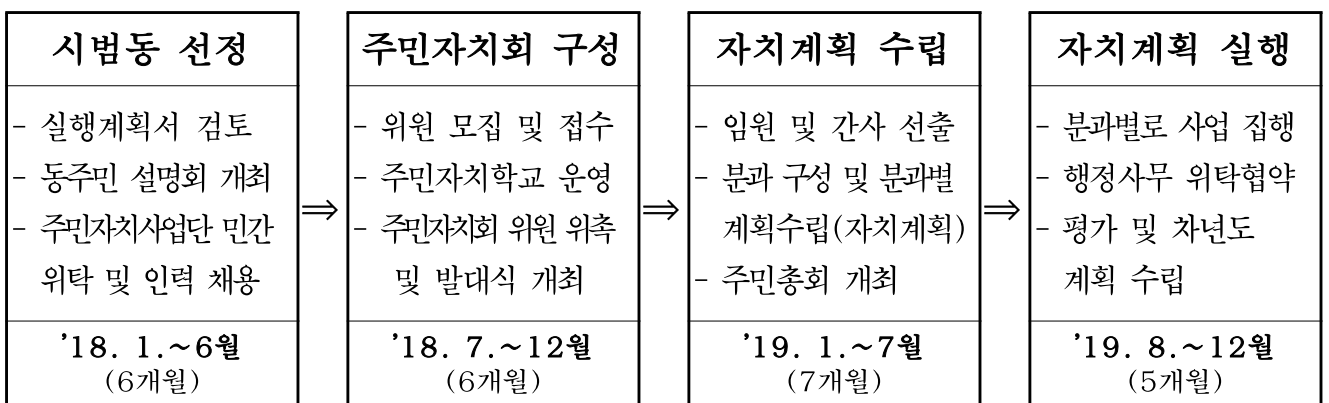 시범동 선정
- 실행계획서 검토
- 동주민 설명회 개최
- 주민자치사업단 민간
위탁 및 인력 채용
’18. 1.~6월
(6개월)
⇒
주민자치회 구성
- 위원 모집 및 접수
- 주민자치학교 운영
- 주민자치회 위원 위촉
및 발대식 개최
’18. 7.~12월
(6개월)
⇒
자치계획 수립
- 임원 및 간사 선출
- 분과 구성 및 분과별
계획수립(자치계획)
- 주민총회 개최
’19. 1.~7월
(7개월)
⇒
자치계획 실행
- 분과별로 사업 집행
- 행정사무 위탁협약
- 평가 및 차년도
계획 수립
’19. 8.~12월
(5개월)